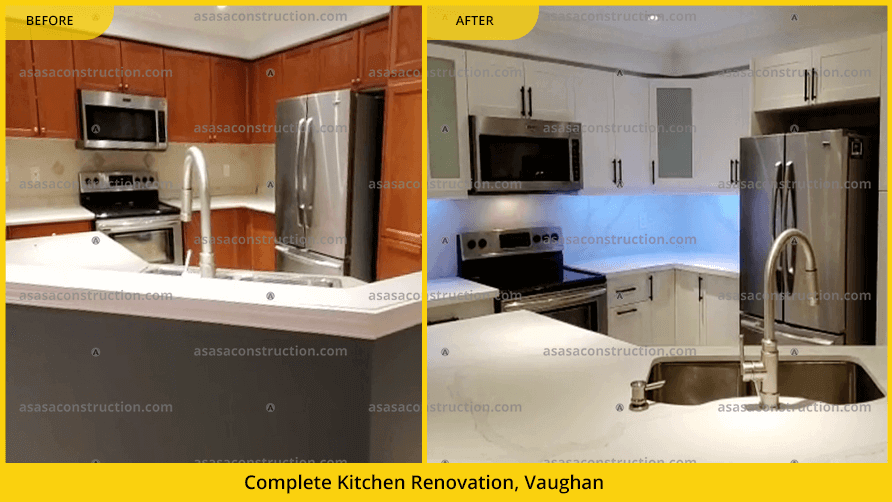 BEFORE
AFTER
asasaconstruction.com
Complete Kitchen Renovation, Vaughan